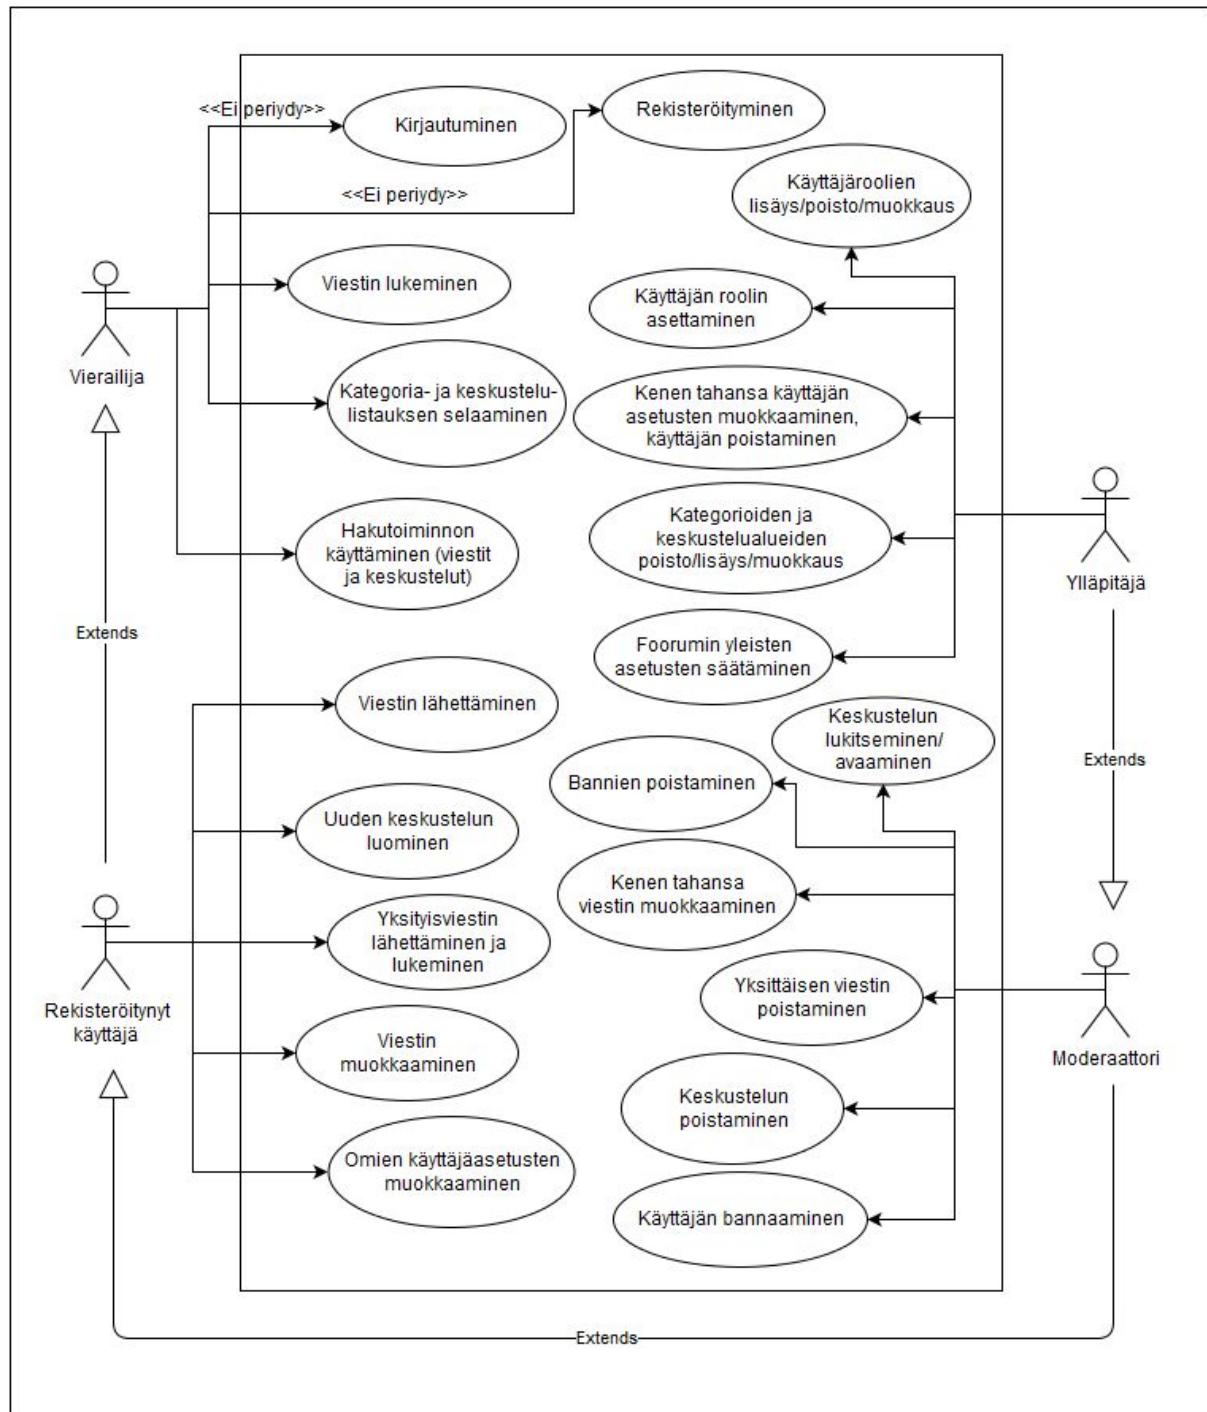 <<Ei periydy>>
Kirjautuminen
Rekisteröityminen
<<Ei periydy>>
Käyttäjäroolien
lisäys/poisto/muokkaus
Viestin lukeminen
Käyttäjän roolin
asettaminen
Vierailija
Kategoria- ja keskustelu-
listauksen selaaminen
Kenen tahansa käyttäjän
asetusten muokkaaminen,
käyttäjän poistaminen
Hakutoiminnon
käyttäminen (viestit
ja keskustelut)
Kategorioiden ja
keskustelualueiden
poisto/lisäys/muokkaus
Ylläpitäjä
Extends
Foorumin yleisten
asetusten säätäminen
Viestin lähettäminen
Keskustelun
lukitseminen/
avaaminen
Extends
Bannien poistaminen
Uuden keskustelun
luominen
Kenen tahansa
viestin muokkaaminen
Yksityisviestin
lähettäminen ja
lukeminen
Rekisteröitynyt
käyttäjä
Yksittäisen viestin
poistaminen
Viestin
muokkaaminen
Moderaattori
Keskustelun
poistaminen
Omien käyttäjäasetusten
muokkaaminen
Käyttäjän bannaaminen
Extends